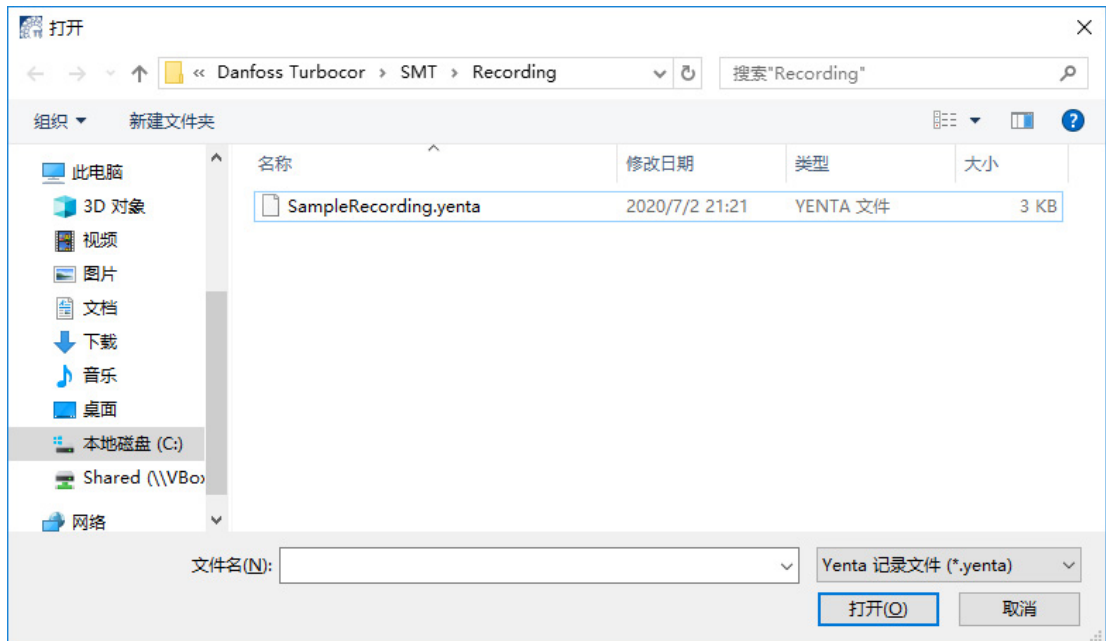 打开
« Danfoss Turbocor › SMT › Recording
搜索"Recording"
组织
新建文件夹
名称 修改日期 类型 大小
SampleRecording.yenta 2020/7/2 21:21 YENTA 文件 3 KB
此电脑
3D 对象
视频
图片
文档
下载
音乐
桌面
本地磁盘 (C:)
Shared (\\VBox
网络
文件名(N):
Yenta 记录文件 (*.yenta)
打开(O) 取消